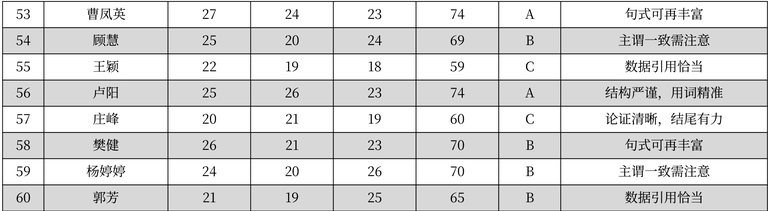 53 曹凤英 27 24 23 74 A 句式可再丰富
54 顾慧 25 20 24 69 B 主谓一致需注意
55 王颖 22 19 18 59 C 数据引用恰当
56 卢阳 25 26 23 74 A 结构严谨，用词精准
57 庄峰 20 21 19 60 C 论证清晰，结尾有力
58 樊健 26 21 23 70 B 句式可再丰富
59 杨婷婷 24 20 26 70 B 主谓一致需注意
60 郭芳 21 19 25 65 B 数据引用恰当